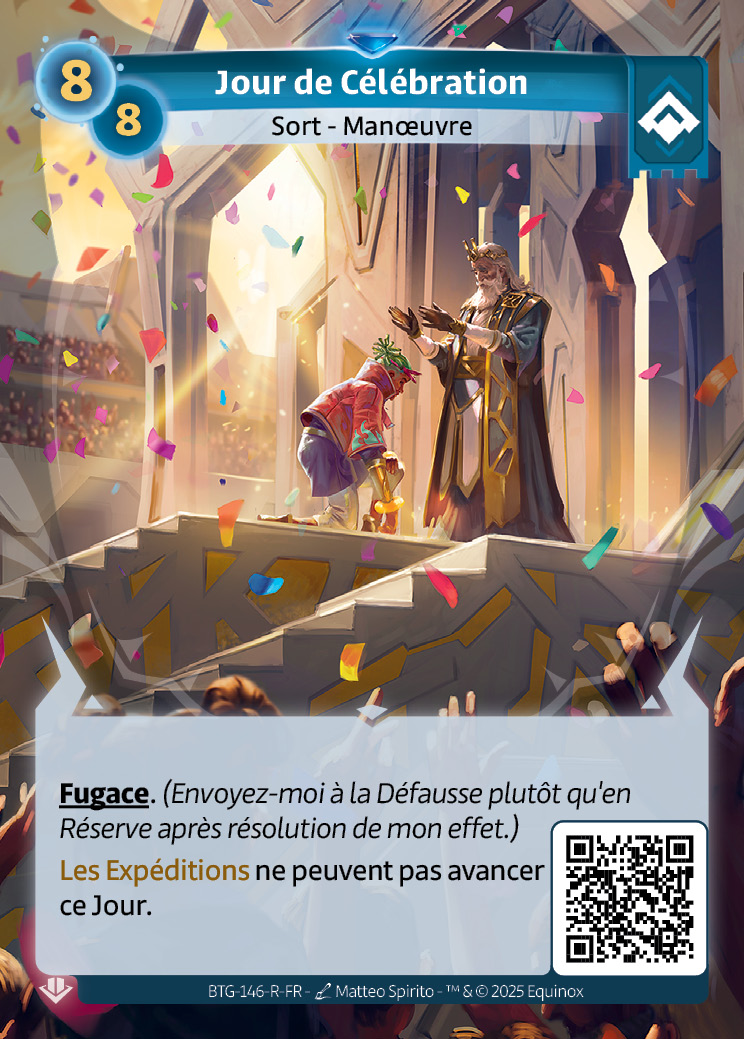 8
8
Jour de Célébration
Sort - Manœuvre
Fugace. (Envoyez-moi à la Défausse plutôt qu'en
Réserve après résolution de mon effet.)
Les Expéditions ne peuvent pas avancer
ce Jour.
BTG-146-R-FR - Matteo Spirito - ™ & © 2025 Equinox